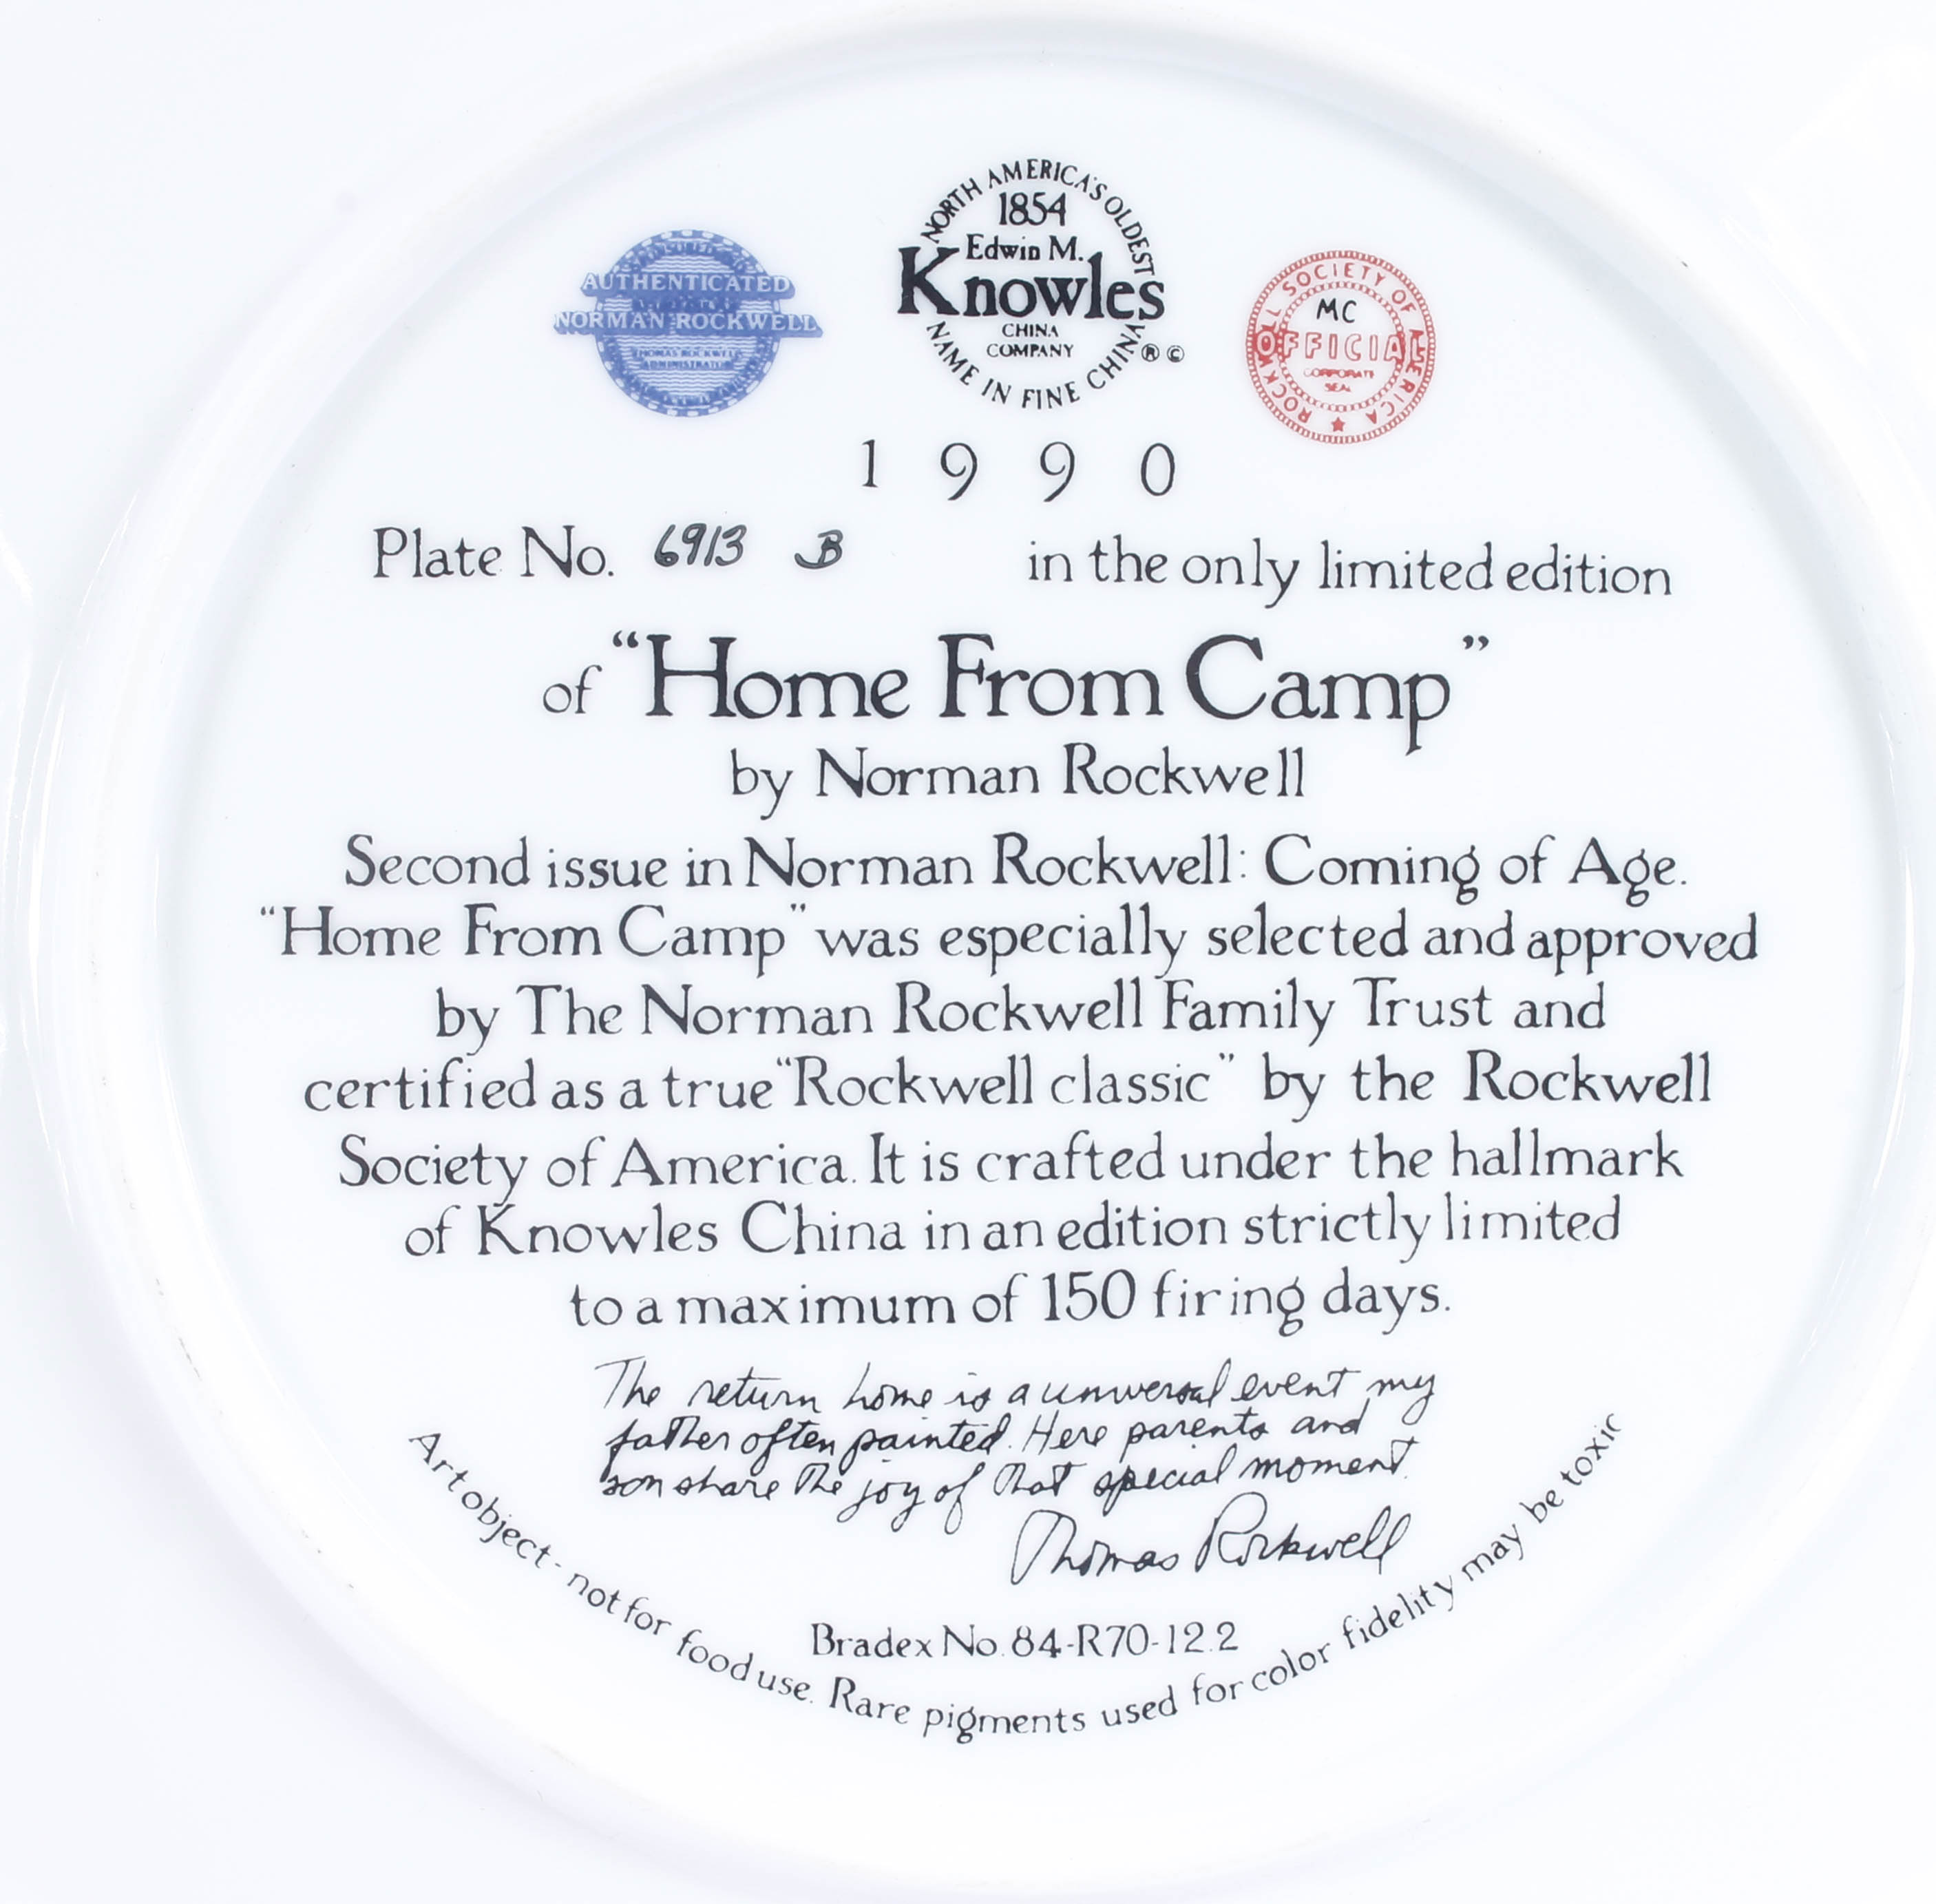 NORTH AMERICA'S OLDEST
1854
Edwin M.
Knowles
CHINA
COMPANY
NAME IN FINE CHINA
® ©
AUTHENTICATED
NORMAN ROCKWELL
THOMAS ROCKWELL
ADMINISTRATOR
ROCKWELL SOCIETY OF AMERICA
MC
OFFICIAL
CORPORATE
SEAL
1990
Plate No. 6913 B in the only limited edition
of "Home From Camp"
by Norman Rockwell
Second issue in Norman Rockwell: Coming of Age.
"Home From Camp" was especially selected and approved
by The Norman Rockwell Family Trust and
certified as a true "Rockwell classic" by the Rockwell
Society of America. It is crafted under the hallmark
of Knowles China in an edition strictly limited
to a maximum of 150 firing days.
The return home is a universal event my
father often painted. Here parents and
son share the joy of that special moment.
Thomas Rockwell
Bradex No. 84-R70-12.2
Art object - not for food use. Rare pigments used for color fidelity may be toxic